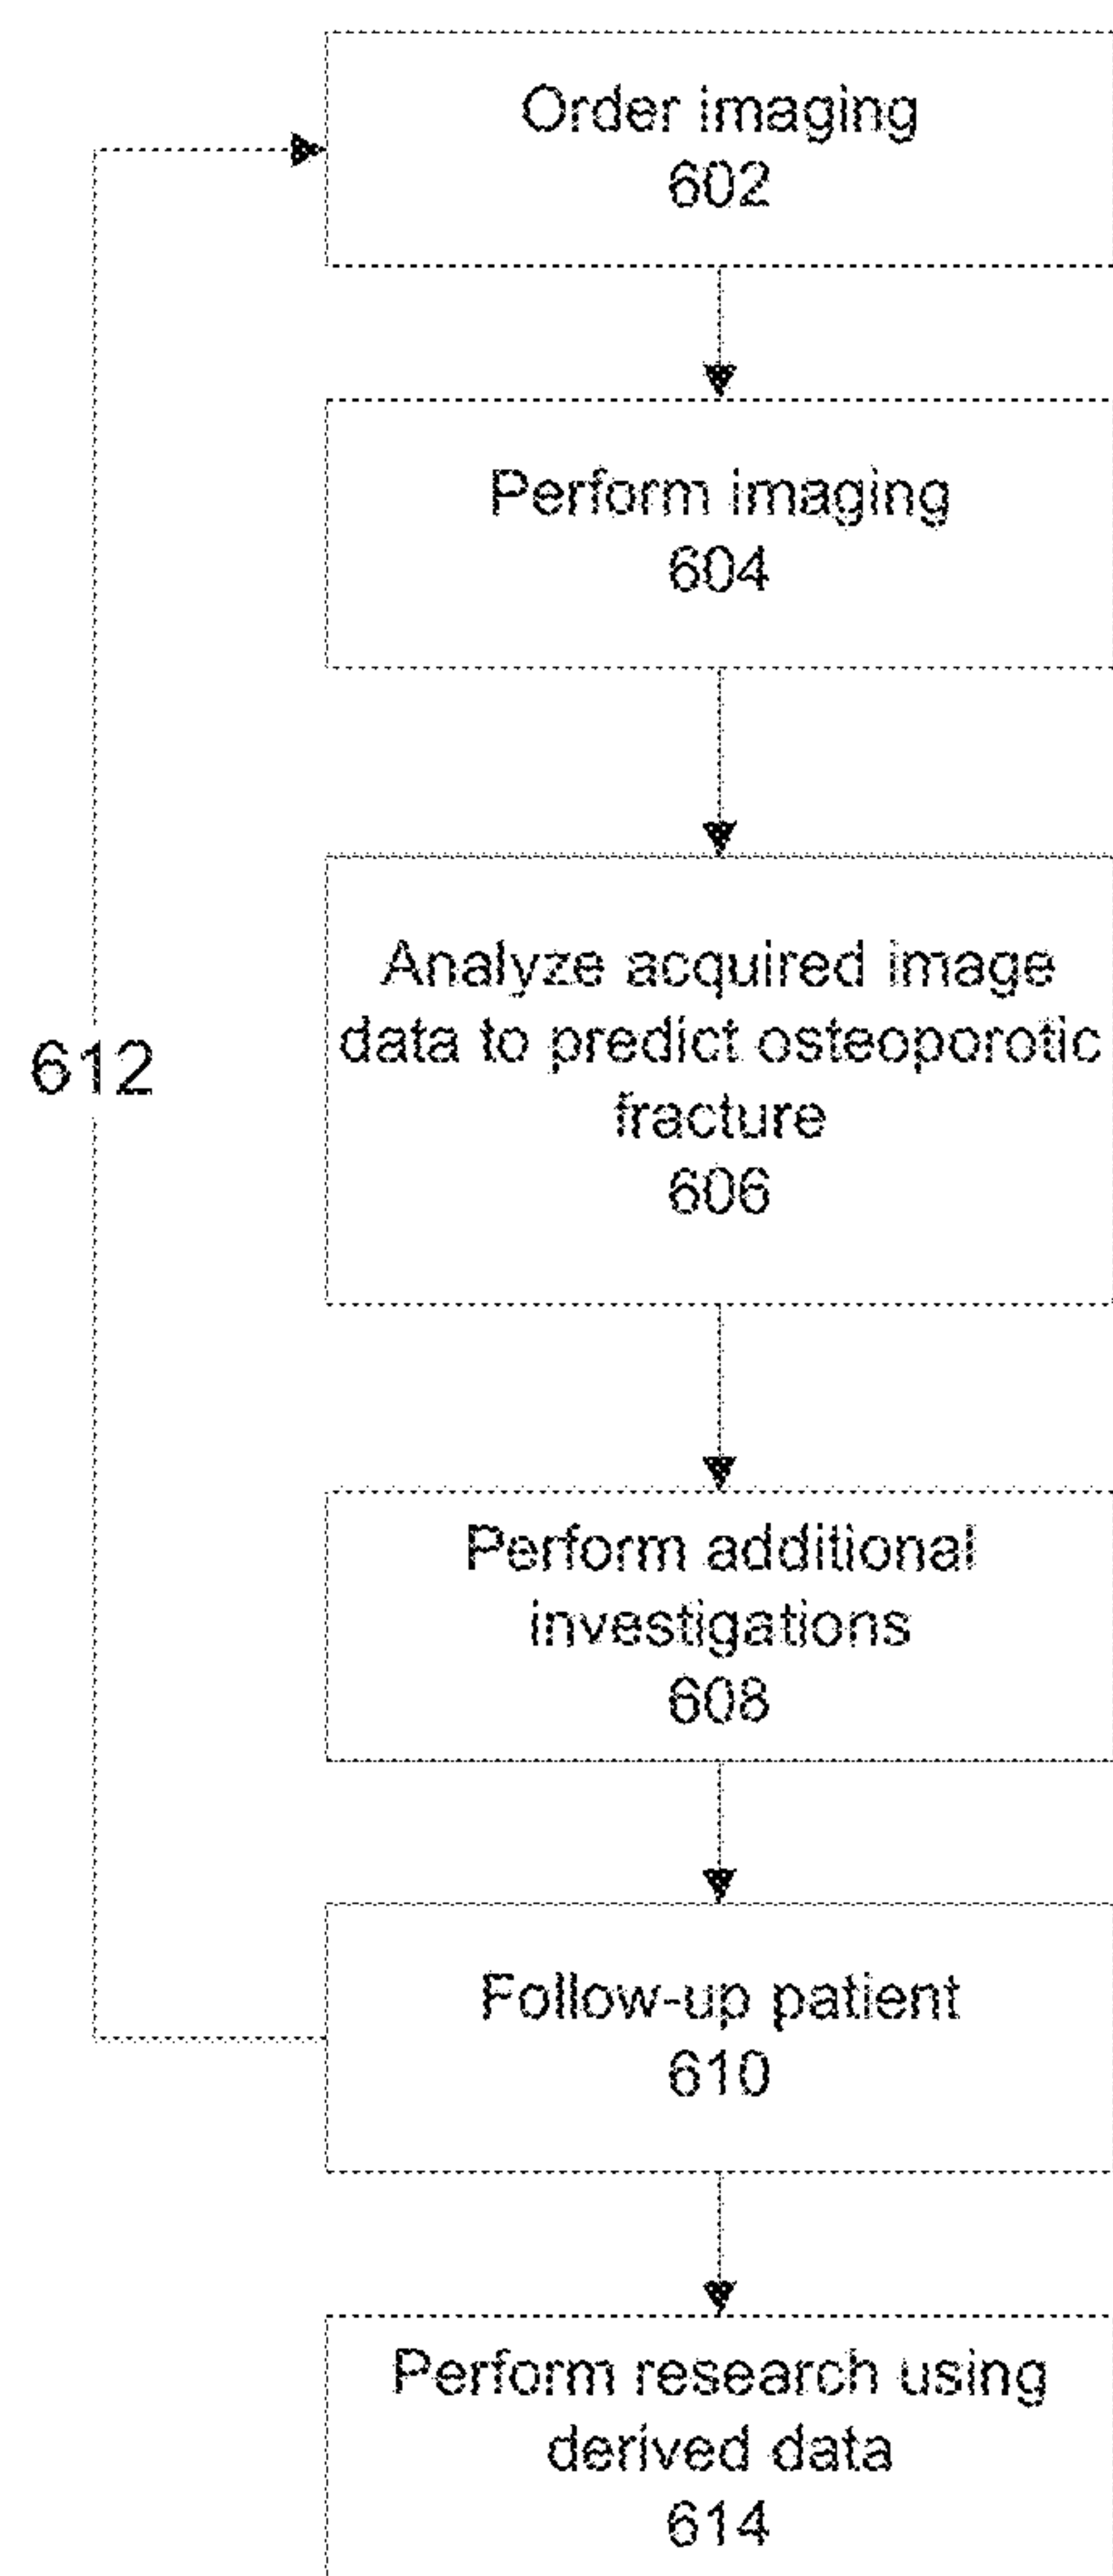 Order imaging
602
Perform imaging
604
Analyze acquired image
data to predict osteoporotic
fracture
606
612
Perform additional
investigations
608
Follow-up patient
610
Perform research using
derived data
614